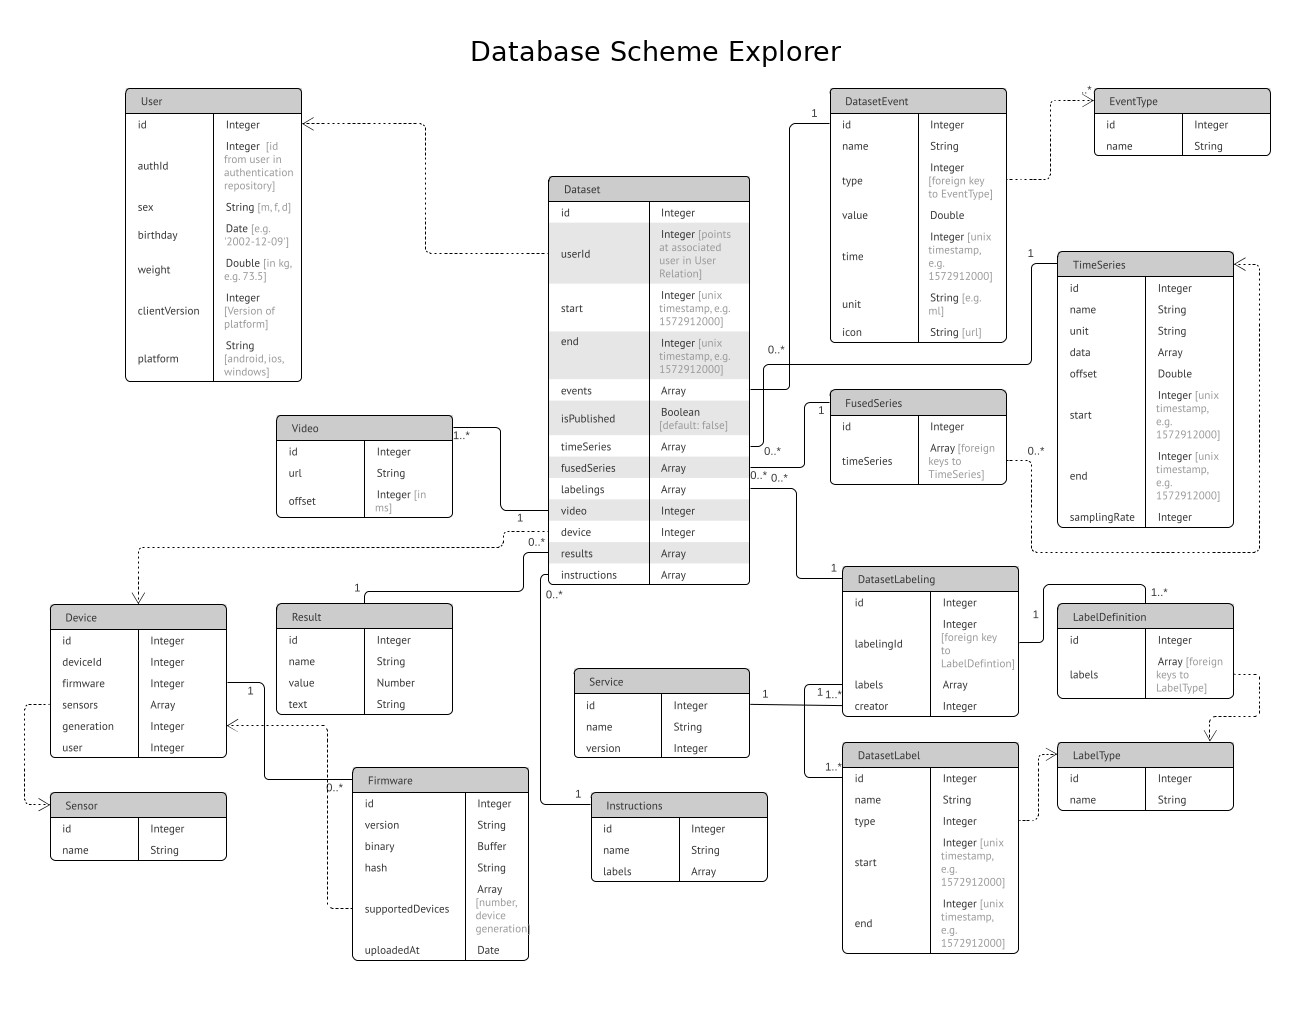 Database Scheme Explorer
User
id Integer
authId Integer [id
from user in
authentication
repository]
sex String [m, f, d]
birthday Date [e.g.
'2002-12-09']
weight Double [in kg,
e.g. 73.5]
clientVersion Integer
[Version of
platform]
platform String
[android, ios,
windows]
Dataset
id Integer
userId Integer [points
at associated
user in User
Relation]
start Integer [unix
timestamp, e.g.
1572912000]
end Integer [unix
timestamp, e.g.
1572912000]
events Array
isPublished Boolean
[default: false]
timeSeries Array
fusedSeries Array
labelings Array
video Integer
device Integer
results Array
instructions Array
DatasetEvent
id Integer
name String
type Integer
[foreign key
to EventType]
value Double
time Integer [unix
timestamp,
e.g.
1572912000]
unit String [e.g.
ml]
icon String [url]
EventType
id Integer
name String
TimeSeries
id Integer
name String
unit String
data Array
offset Double
start Integer [unix
timestamp,
e.g.
1572912000]
end Integer [unix
timestamp,
e.g.
1572912000]
samplingRate Integer
FusedSeries
id Integer
timeSeries Array [foreign
keys to
TimeSeries]
Video
id Integer
url String
offset Integer [in
ms]
Device
id Integer
deviceId Integer
firmware Integer
sensors Array
generation Integer
user Integer
Result
id Integer
name String
value Number
text String
DatasetLabeling
id Integer
labelingId Integer
[foreign key
to
LabelDefintion]
labels Array
creator Integer
LabelDefinition
id Integer
labels Array [foreign
keys to
LabelType]
Service
id Integer
name String
version Integer
Sensor
id Integer
name String
Firmware
id Integer
version String
binary Buffer
hash String
supportedDevices Array
[number,
device
generation]
uploadedAt Date
Instructions
id Integer
name String
labels Array
DatasetLabel
id Integer
name String
type Integer
start Integer [unix
timestamp,
e.g.
1572912000]
end Integer [unix
timestamp,
e.g.
1572912000]
LabelType
id Integer
name String
1
..*
1
0..*
1
0..*
0..*
0..*
0..*
1..*
1
0..*
1
0..*
1
1
1..*
1
1
1
1..*
1..*
1
0..*
1